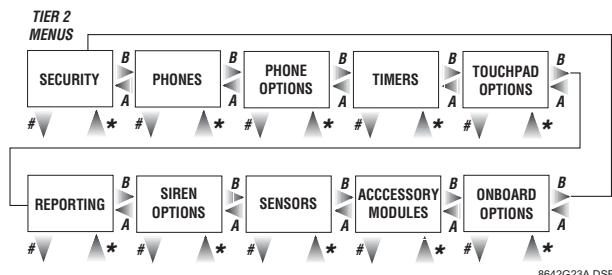 TIER 2
MENUS
SECURITY
B
A
PHONES
B
A
PHONE
OPTIONS
B
A
TIMERS
B
A
TOUCHPAD
OPTIONS
B
A
# *
# *
# *
# *
# *
REPORTING
B
A
SIREN
OPTIONS
B
A
SENSORS
B
A
ACCCESSORY
MODULES
B
A
ONBOARD
OPTIONS
B
A
# *
# *
# *
# *
# *